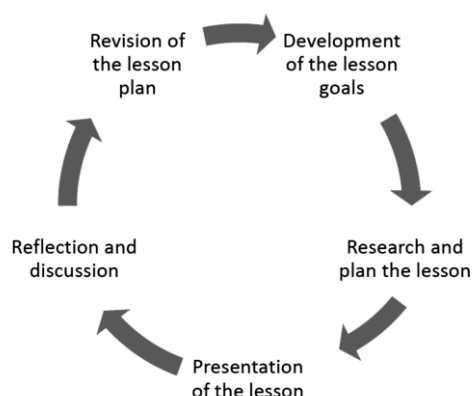 Revision of
the lesson
plan
Development
of the lesson
goals
Research and
plan the lesson
Presentation
of the lesson
Reflection and
discussion